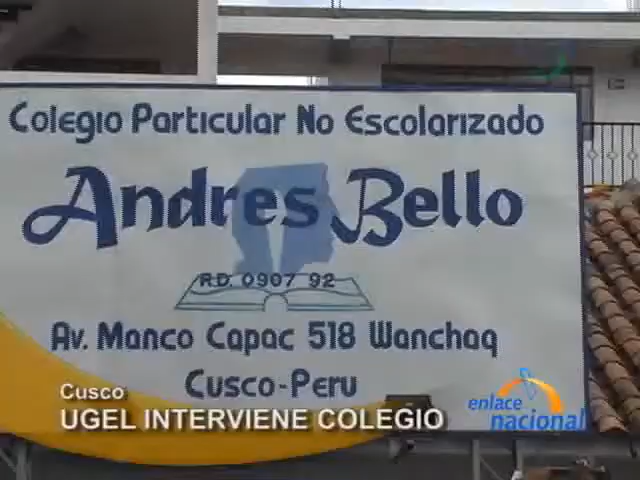 Colegio Particular No Escolarizado
Andres Bello
R.D. 0907 92
Av. Manco Capac 518 Wanchaq
Cusco-Peru
Cusco
UGEL INTERVIENE COLEGIO
enlace
nacional